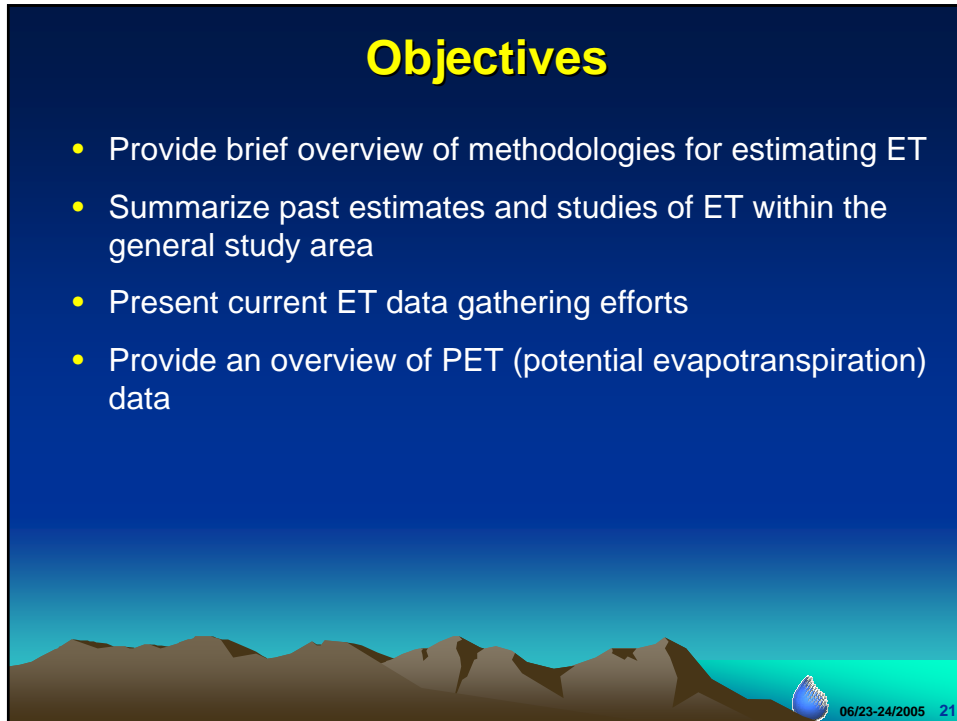 Objectives
• Provide brief overview of methodologies for estimating ET
• Summarize past estimates and studies of ET within the
general study area
• Present current ET data gathering efforts
• Provide an overview of PET (potential evapotranspiration)
data
06/23-24/2005 21